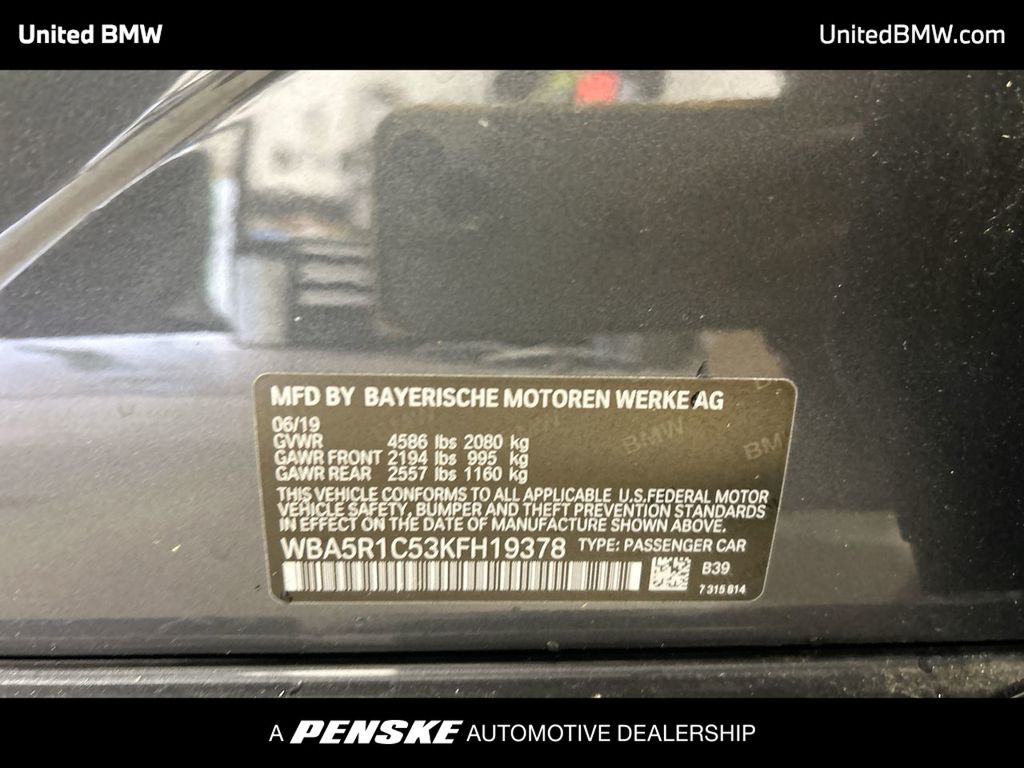 United BMW
UnitedBMW.com
MFD BY BAYERISCHE MOTOREN WERKE AG
06/19
GVWR 4586 lbs 2080 kg
GAWR FRONT 2194 lbs 995 kg
GAWR REAR 2557 lbs 1160 kg
THIS VEHICLE CONFORMS TO ALL APPLICABLE U.S.FEDERAL MOTOR
VEHICLE SAFETY, BUMPER AND THEFT PREVENTION STANDARDS
IN EFFECT ON THE DATE OF MANUFACTURE SHOWN ABOVE.
WBA5R1C53KFH19378 TYPE: PASSENGER CAR
B39
7 315 814
BMW
BM
A PENSKE AUTOMOTIVE DEALERSHIP